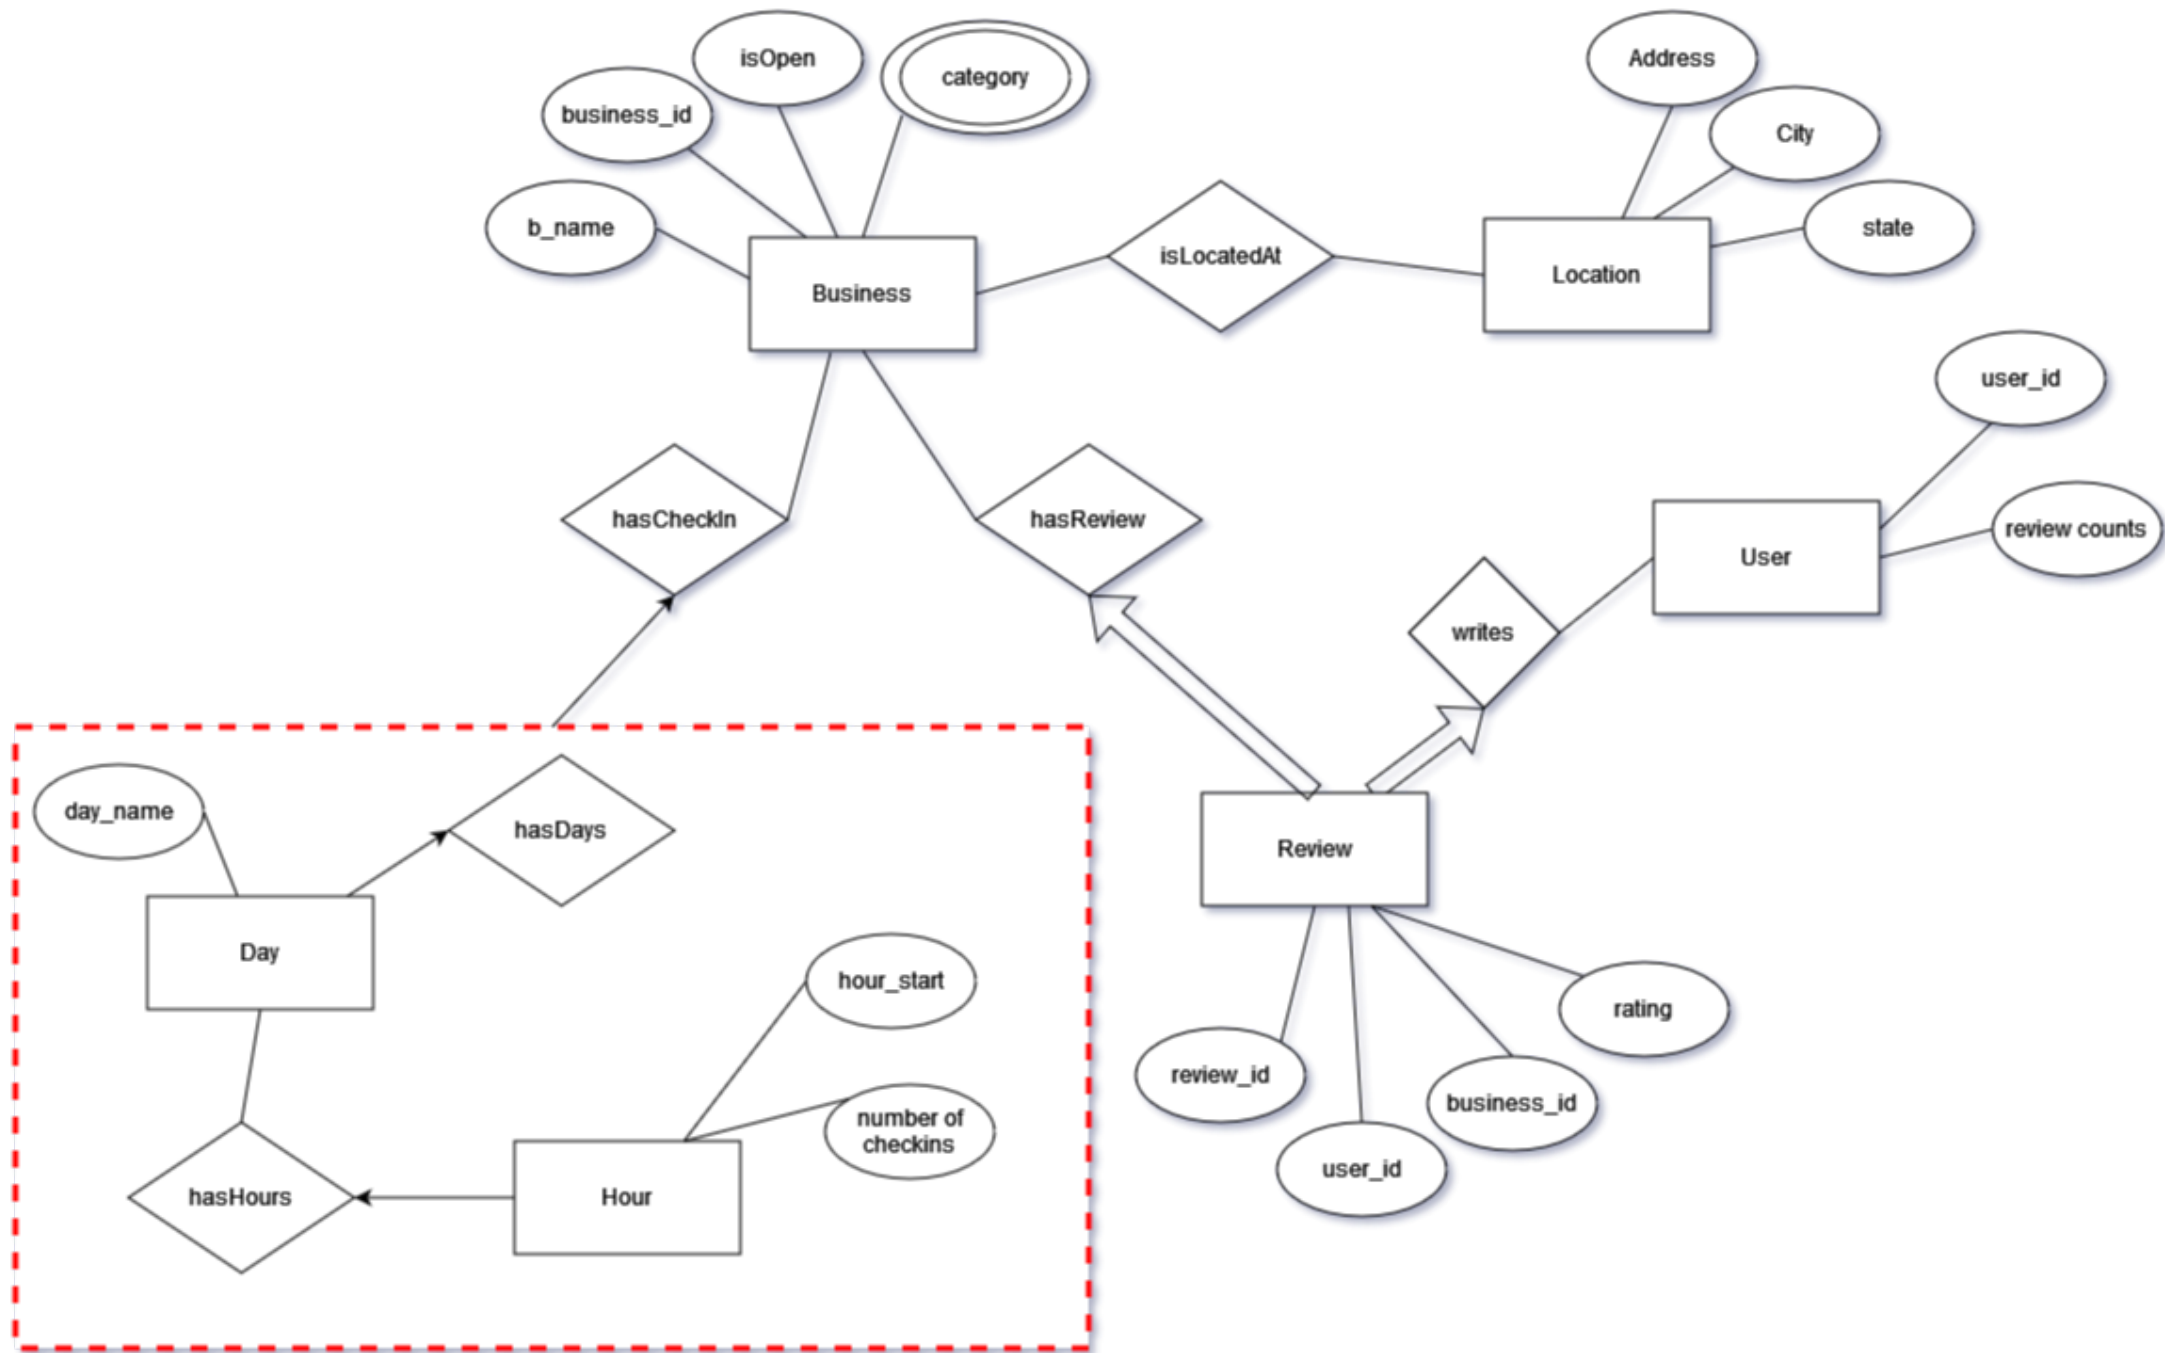 isOpen
category
Address
business_id
City
b_name
state
isLocatedAt
Location
Business
user_id
hasCheckIn
hasReview
review counts
User
writes
day_name
hasDays
Review
Day
hour_start
rating
review_id
business_id
number of
checkins
user_id
hasHours
Hour